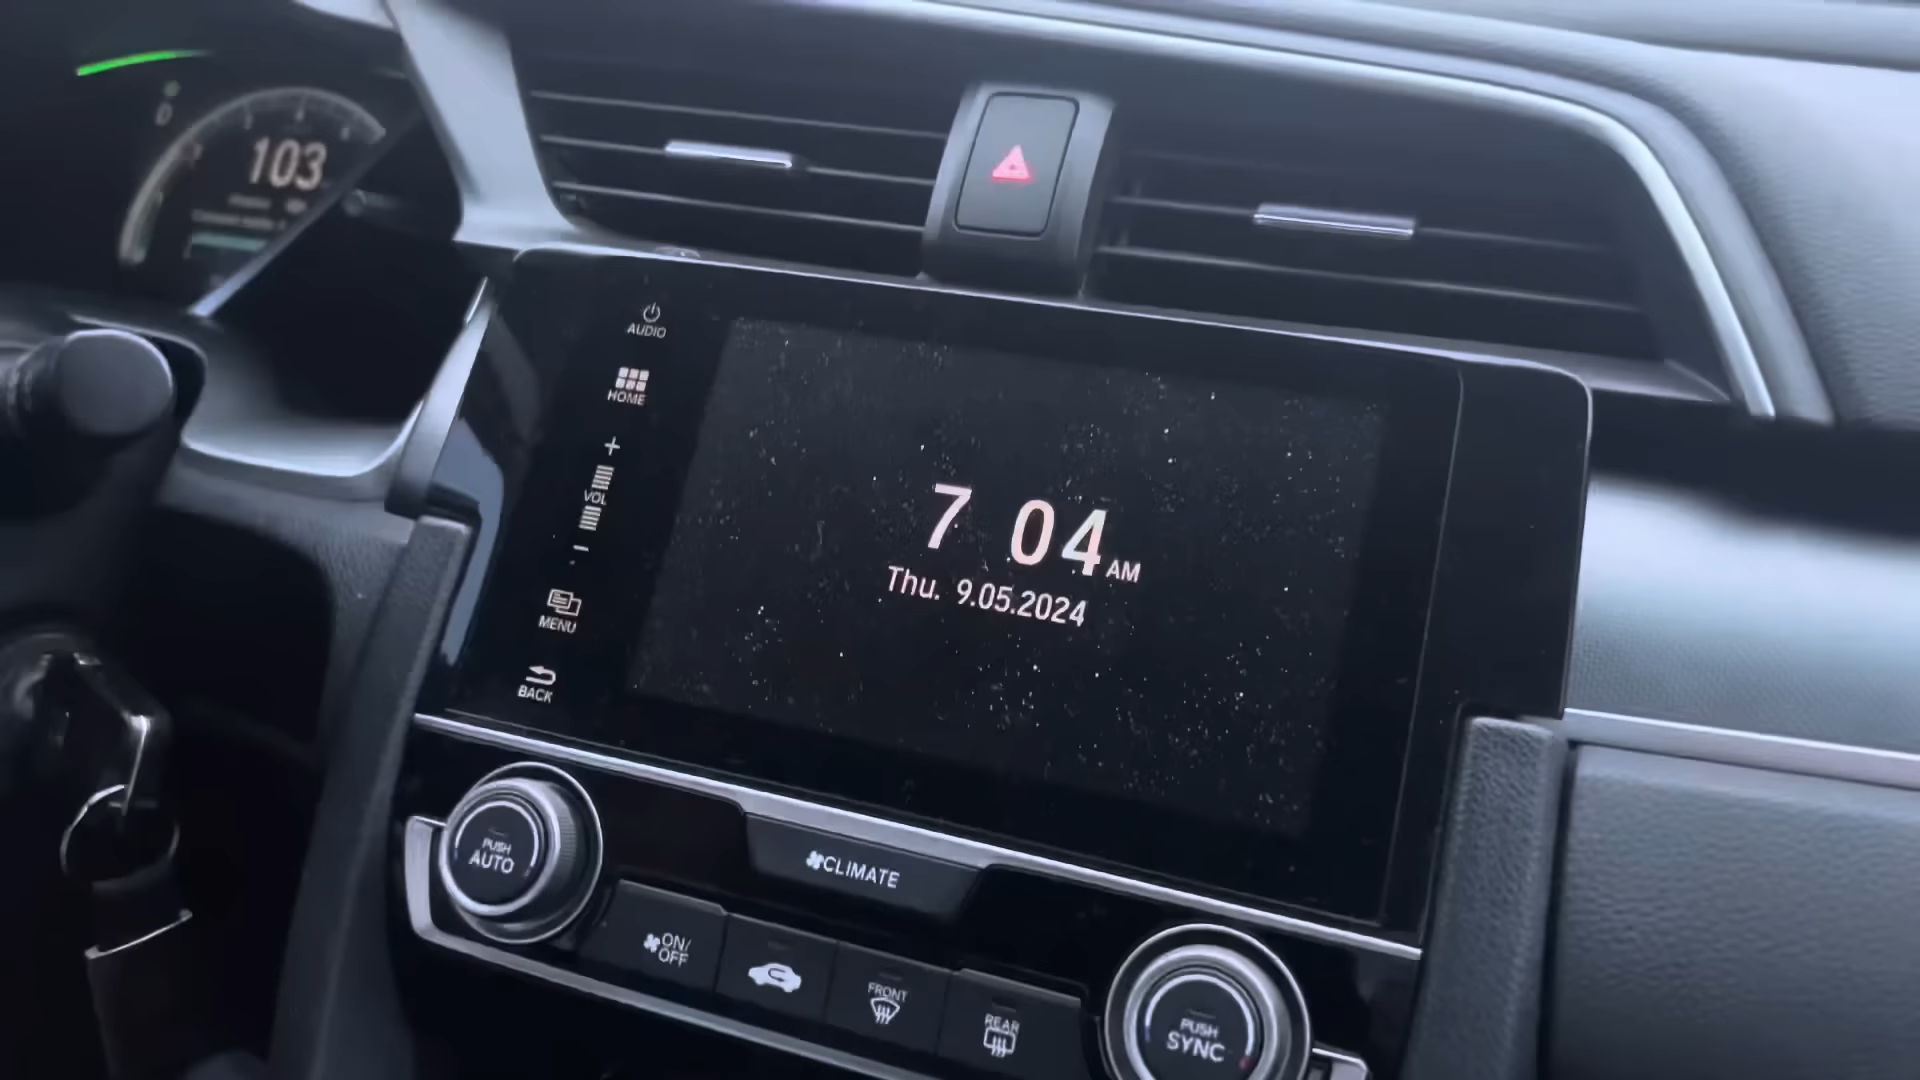 D
103
AUDIO
HOME
+
VOL
-
MENU
BACK
7 04 AM
Thu. 9.05.2024
PUSH
AUTO
CLIMATE
ON/
OFF
FRONT
REAR
PUSH
SYNC